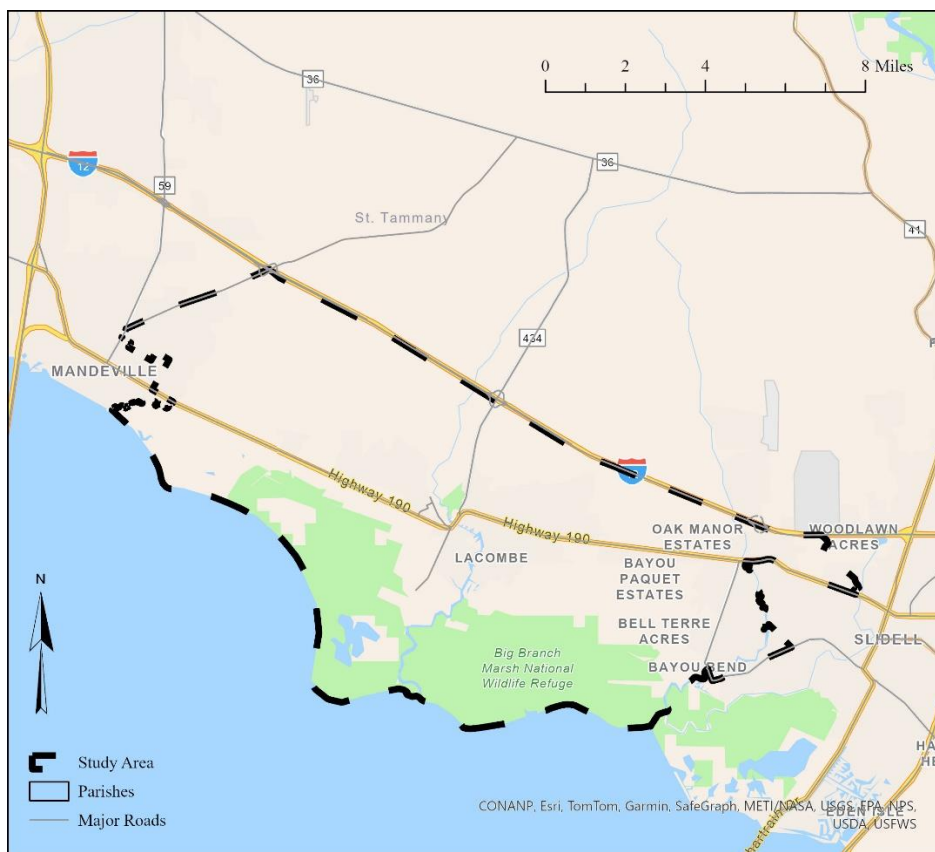 0 2 4 8 Miles
36
12
36
59
St. Tammany
41
434
MANDEVILLE
Highway 190
Highway 190
OAK MANOR
ESTATES
WOODLAWN
ACRES
LACOMBE
BAYOU
PAQUET
ESTATES
BELL TERRE
ACRES
SLIDELL
Big Branch
Marsh National
Wildlife Refuge
BAYOU BEND
N
Study Area
Parishes
Major Roads
CONANP, Esri, TomTom, Garmin, SafeGraph, METI/NASA, USGS, EPA, NPS,
USDA, USFWS
EDEN ISLE